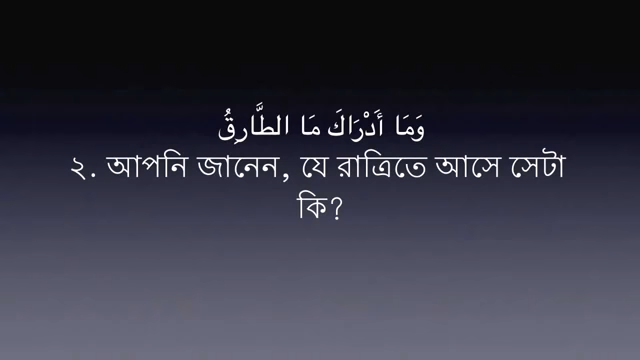 وَمَا أَدْرَاكَ مَا الطَّارِقُ
২. আপনি জানেন, যে রাত্রিতে আসে সেটা
কি?